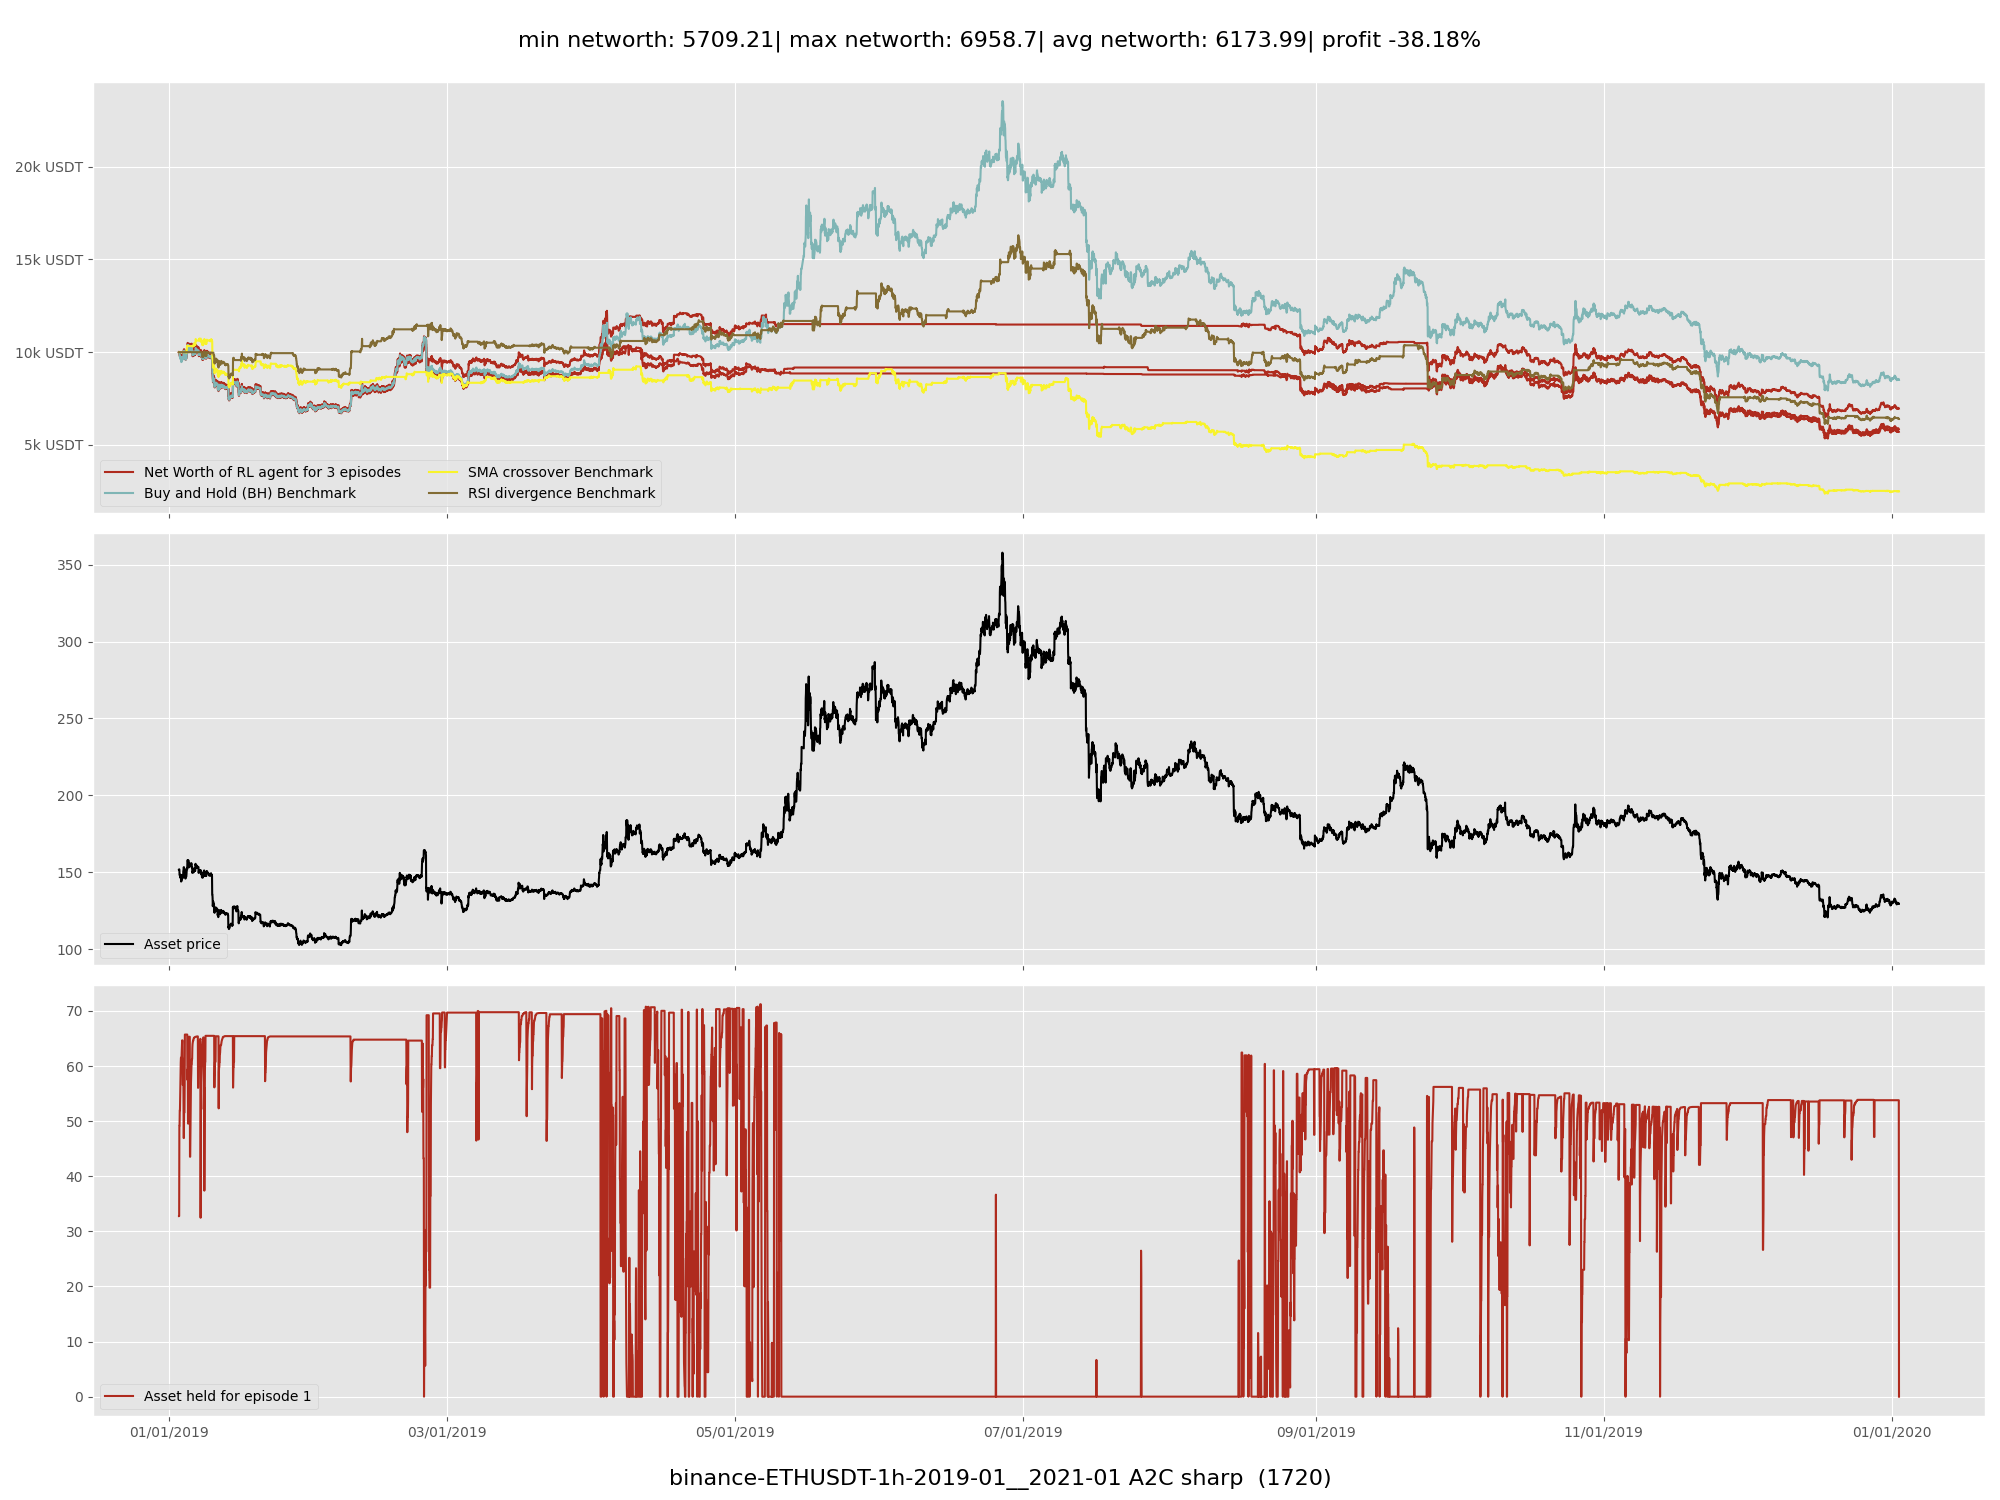 min networth: 5709.21| max networth: 6958.7| avg networth: 6173.99| profit -38.18%
20k USDT
15k USDT
10k USDT
5k USDT
Net Worth of RL agent for 3 episodes
Buy and Hold (BH) Benchmark
SMA crossover Benchmark
RSI divergence Benchmark
350
300
250
200
150
100
Asset price
70
60
50
40
30
20
10
0
Asset held for episode 1
01/01/2019 03/01/2019 05/01/2019 07/01/2019 09/01/2019 11/01/2019 01/01/2020
binance-ETHUSDT-1h-2019-01__2021-01 A2C sharp (1720)